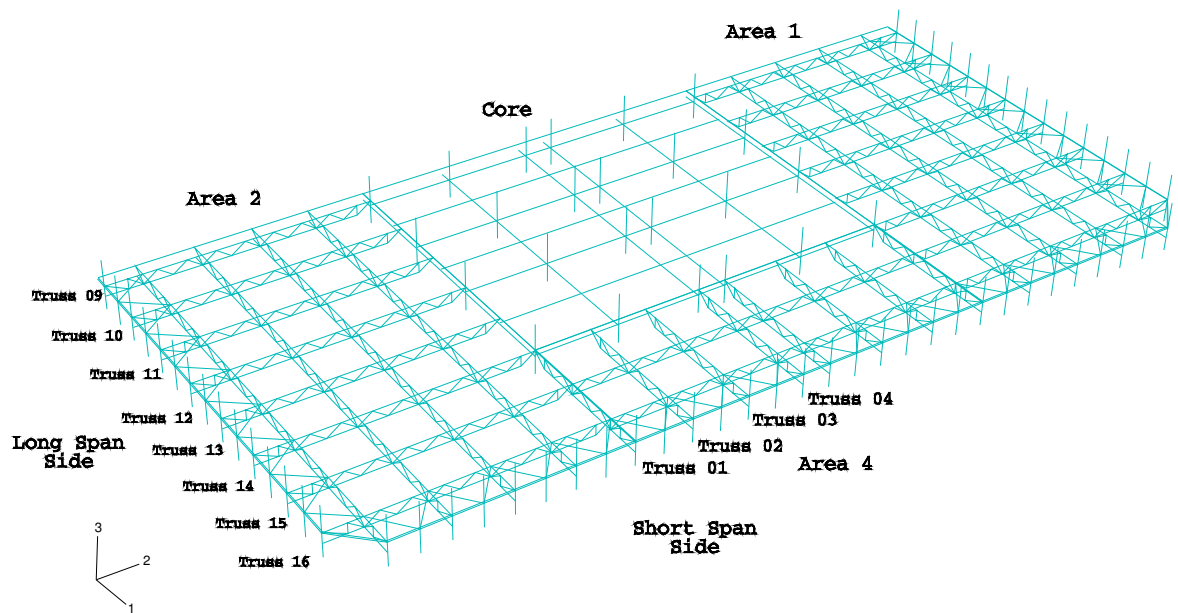 Area 1
Core
Area 2
Truss 09
Truss 10
Truss 11
Truss 12
Truss 13
Truss 14
Truss 15
Truss 16
Long Span
Side
Truss 04
Truss 03
Truss 02
Truss 01
Area 4
Short Span
Side
3
2
1